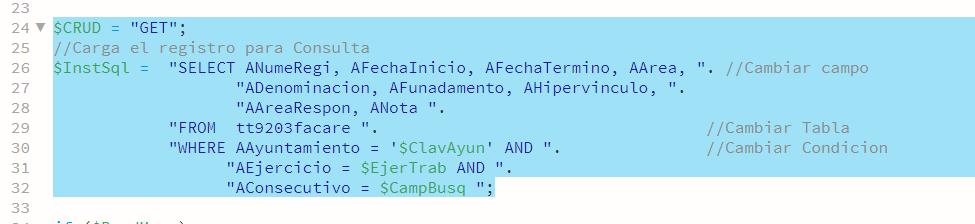 23
24 $CRUD = "GET";
25 //Carga el registro para Consulta
26 $InstSql = "SELECT ANumeRegi, AFechaInicio, AFechaTermino, AArea, ". //Cambiar campo
27 "ADenominacion, AFunadamento, AHipervinculo, ".
28 "AAreaRespon, ANota ".
29 "FROM tt9203facare ". //Cambiar Tabla
30 "WHERE AAyuntamiento = '$ClavAyun' AND ". //Cambiar Condicion
31 "AEjercicio = $EjerTrab AND ".
32 "AConsecutivo = $CampBusq ";
33